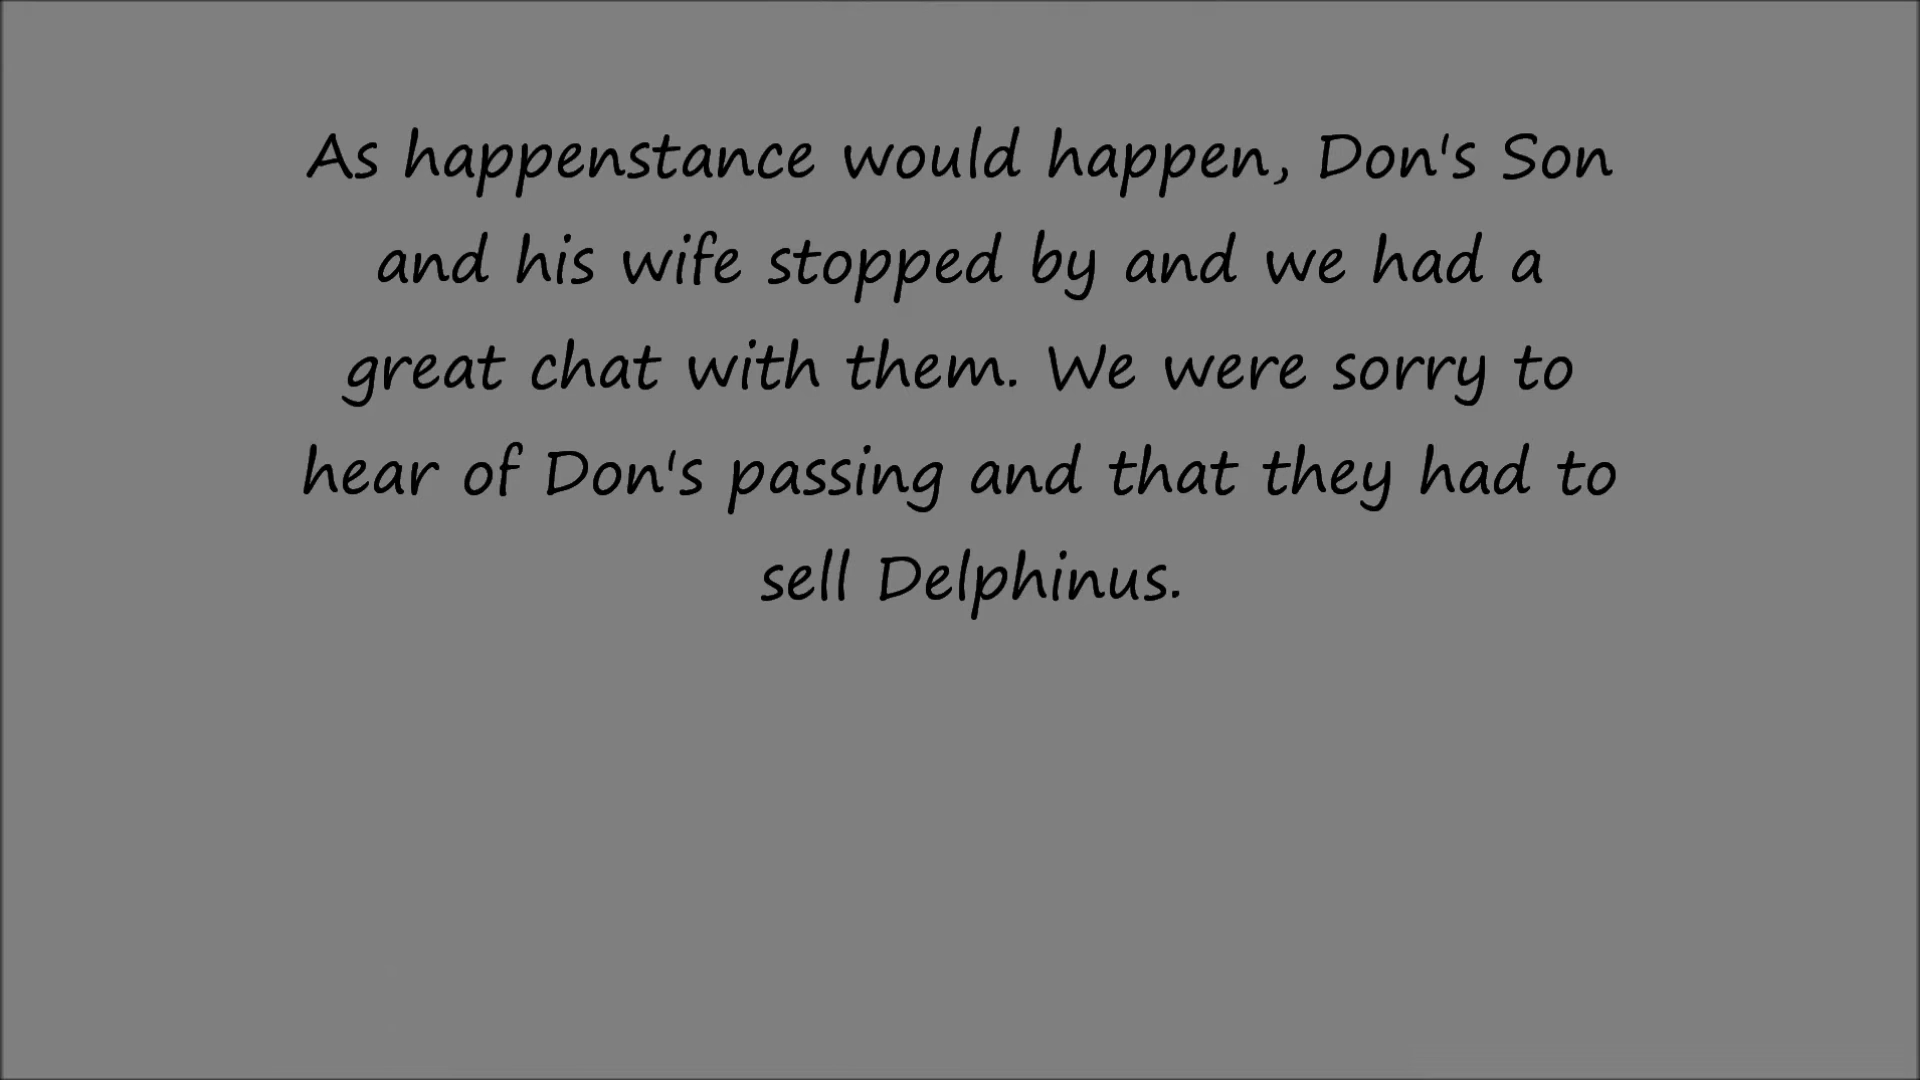 As happenstance would happen, Don's Son
and his wife stopped by and we had a
great chat with them. We were sorry to
hear of Don's passing and that they had to
sell Delphinus.